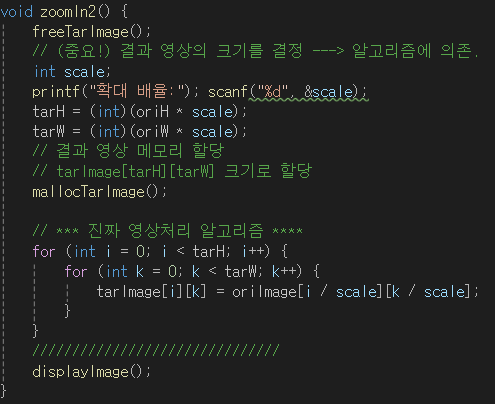 void zoomIn2() {
    freeTarImage();
    // (중요!) 결과 영상의 크기를 결정 ---> 알고리즘에 의존.
    int scale;
    printf("확대 배율:"); scanf("%d", &scale);
    tarH = (int)(oriH * scale);
    tarW = (int)(oriW * scale);
    // 결과 영상 메모리 할당
    // tarImage[tarH][tarW] 크기로 할당
    mallocTarImage();

    // *** 진짜 영상처리 알고리즘 ****
    for (int i = 0; i < tarH; i++) {
        for (int k = 0; k < tarW; k++) {
            tarImage[i][k] = oriImage[i / scale][k / scale];
        }
    }
    ///////////////////////////////
    displayImage();
}